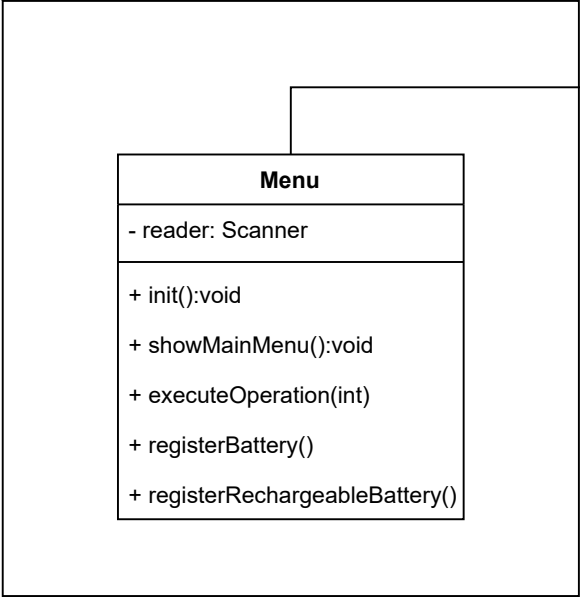 Menu
- reader: Scanner
+ init():void
+ showMainMenu():void
+ executeOperation(int)
+ registerBattery()
+ registerRechargeableBattery()